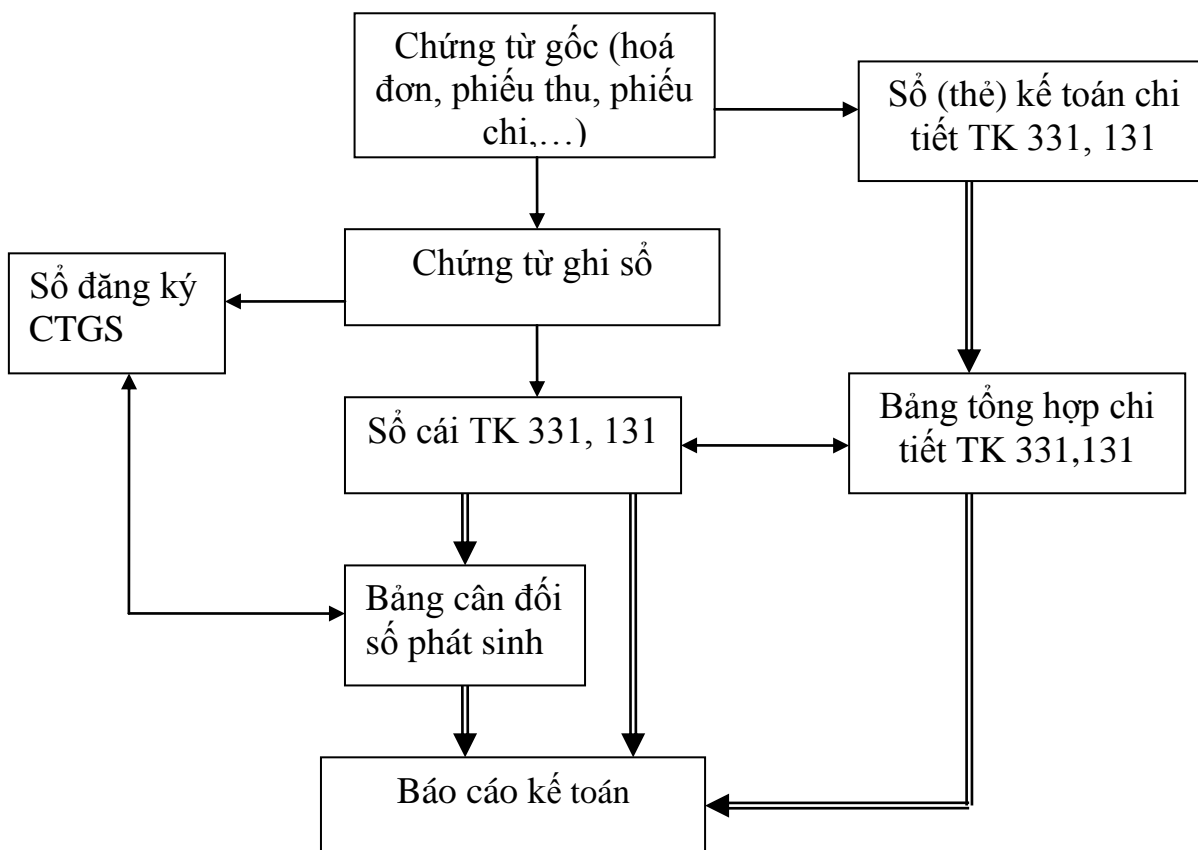 Chứng từ gốc (hoá
đơn, phiếu thu, phiếu
chi,…)
Sổ (thẻ) kế toán chi
tiết TK 331, 131
Chứng từ ghi sổ
Sổ đăng ký
CTGS
Sổ cái TK 331, 131
Bảng tổng hợp chi
tiết TK 331,131
Bảng cân đối
số phát sinh
Báo cáo kế toán